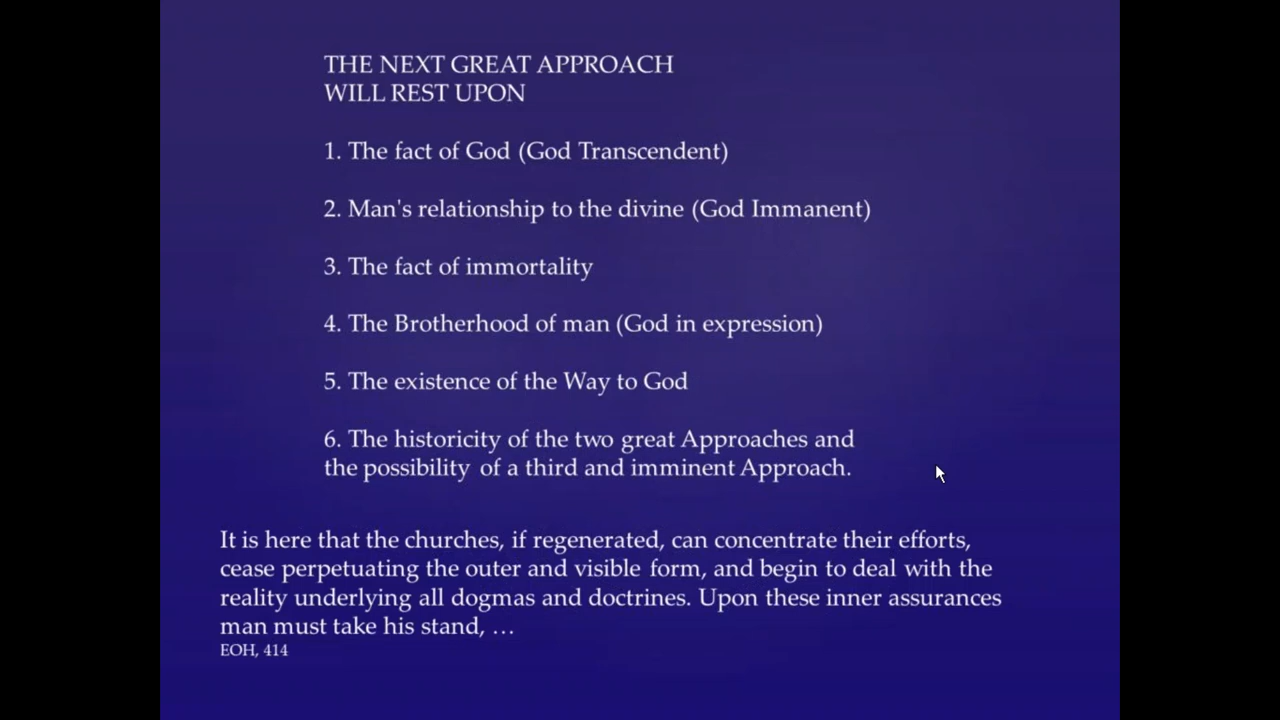 THE NEXT GREAT APPROACH
WILL REST UPON
1. The fact of God (God Transcendent)
2. Man's relationship to the divine (God Immanent)
3. The fact of immortality
4. The Brotherhood of man (God in expression)
5. The existence of the Way to God
6. The historicity of the two great Approaches and
the possibility of a third and imminent Approach.
It is here that the churches, if regenerated, can concentrate their efforts,
cease perpetuating the outer and visible form, and begin to deal with the
reality underlying all dogmas and doctrines. Upon these inner assurances
man must take his stand, …
EOH, 414